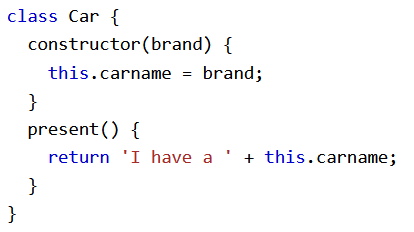 class Car {
  constructor(brand) {
    this.carname = brand;
  }
  present() {
    return 'I have a ' + this.carname;
  }
}